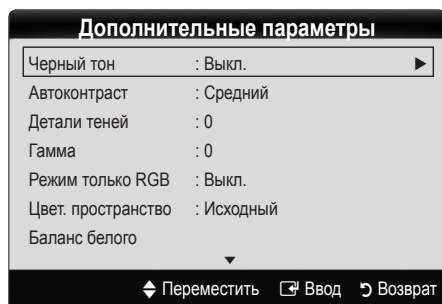 Дополнительные параметры
Черный тон : Выкл. ►
Автоконтраст : Средний
Детали теней : 0
Гамма : 0
Режим только RGB : Выкл.
Цвет. пространство : Исходный
Баланс белого
▼
Переместить Ввод Возврат